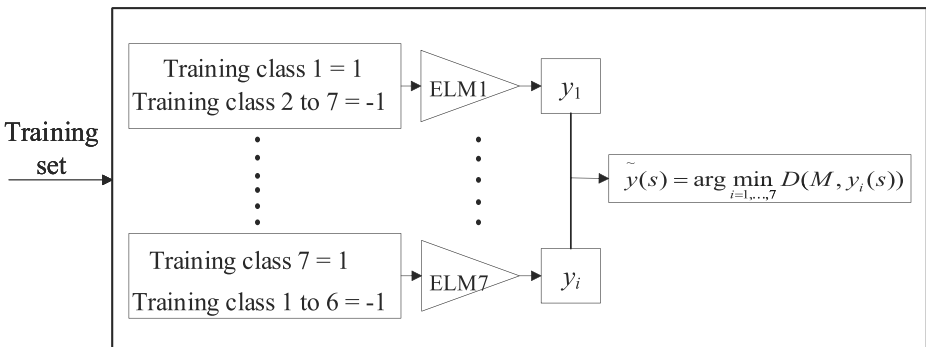 Training set
Training class 1 = 1
Training class 2 to 7 = -1
ELM1
y₁
Training class 7 = 1
Training class 1 to 6 = -1
ELM7
yᵢ
ỹ(s) = arg min D(M, yᵢ(s))
i=1,...,7